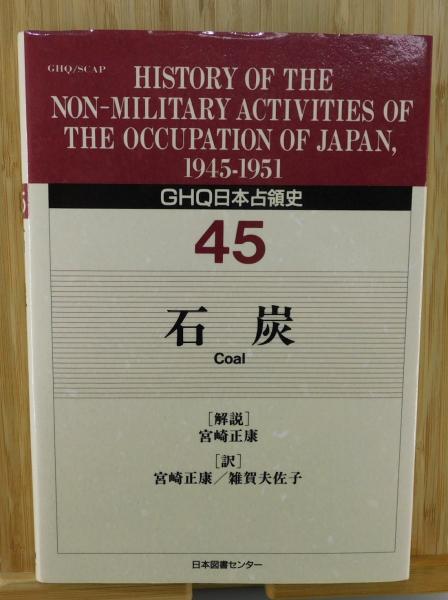 GHQ/SCAP
HISTORY OF THE
NON-MILITARY ACTIVITIES OF
THE OCCUPATION OF JAPAN,
1945-1951
GHQ日本占領史
45
石炭
Coal
[解説]
宮崎正康
[訳]
宮崎正康/雑賀夫佐子
日本図書センター